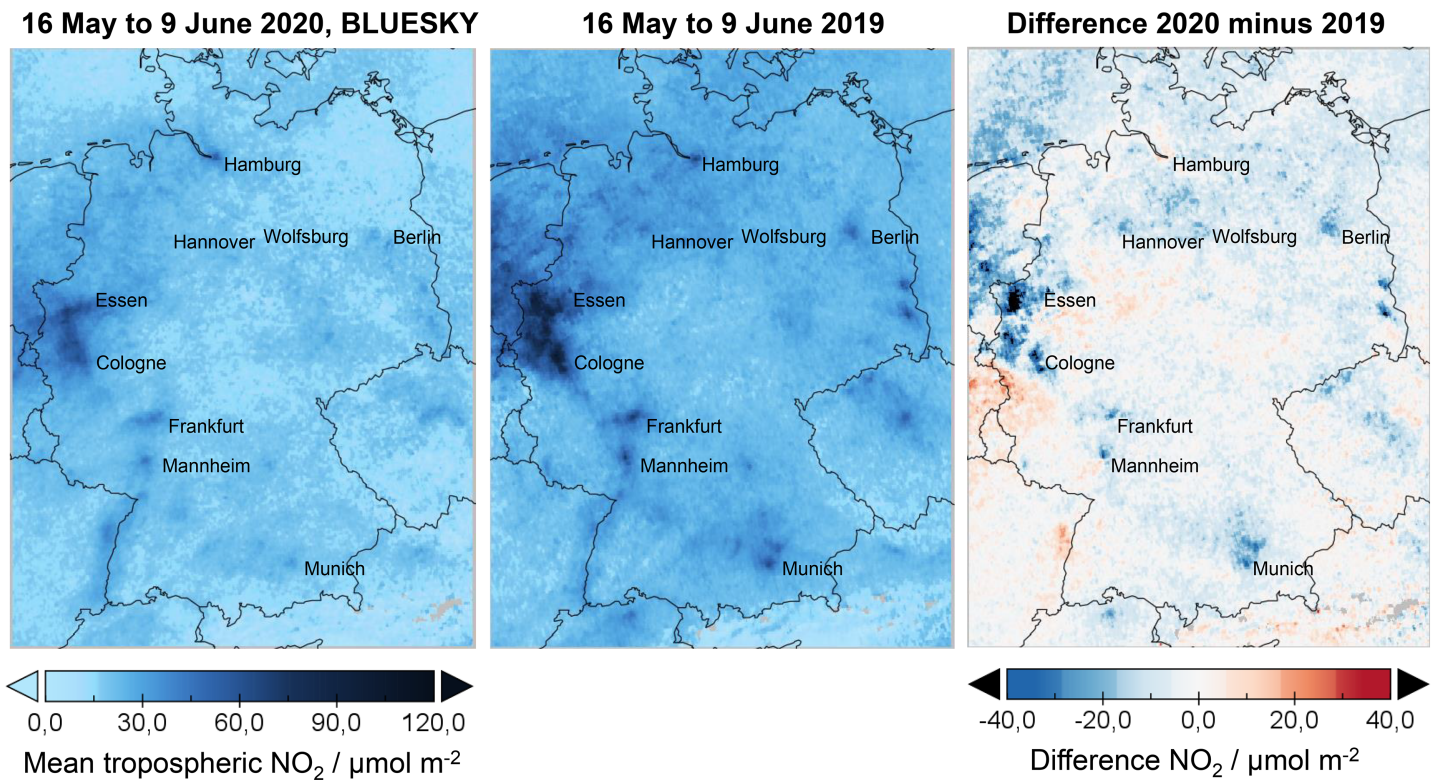 16 May to 9 June 2020, BLUESKY
16 May to 9 June 2019
Difference 2020 minus 2019
Hamburg
Hannover
Wolfsburg
Berlin
Essen
Cologne
Frankfurt
Mannheim
Munich
Hamburg
Hannover
Wolfsburg
Berlin
Essen
Cologne
Frankfurt
Mannheim
Munich
Hamburg
Hannover
Wolfsburg
Berlin
Essen
Cologne
Frankfurt
Mannheim
Munich
0,0 30,0 60,0 90,0 120,0
Mean tropospheric NO₂ / µmol m⁻²
-40,0 -20,0 0,0 20,0 40,0
Difference NO₂ / µmol m⁻²